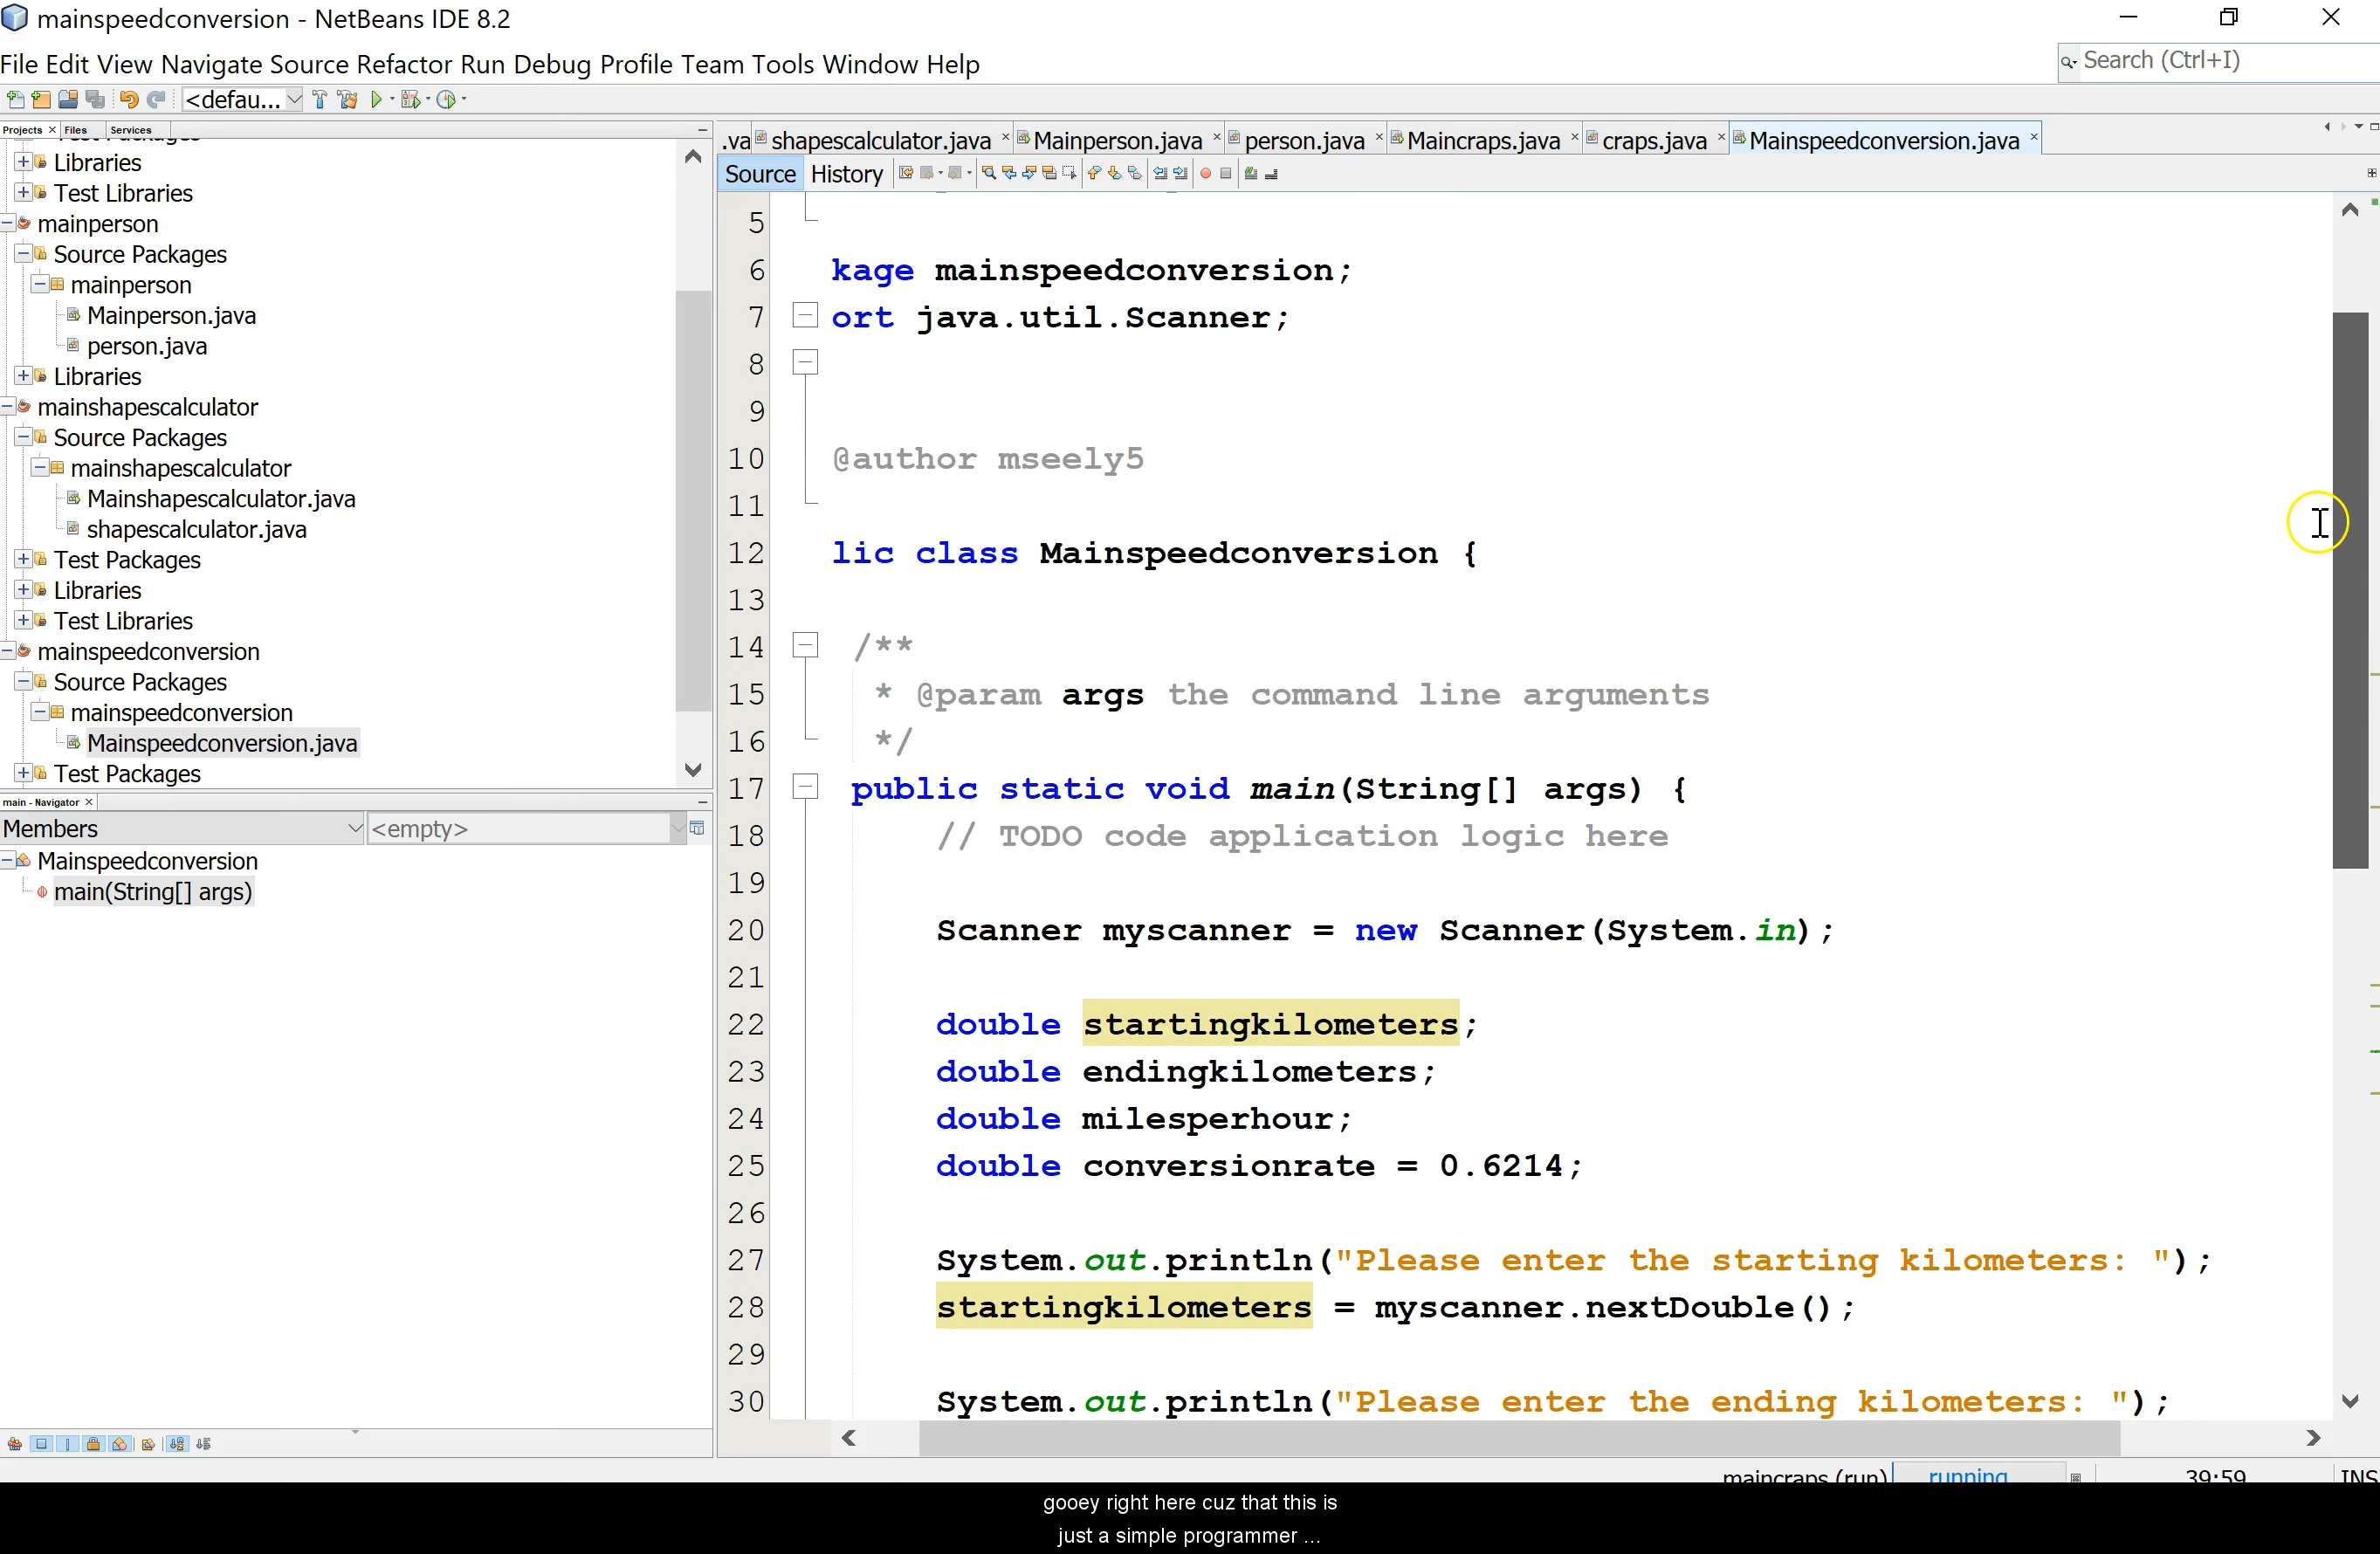 mainspeedconversion - NetBeans IDE 8.2
File Edit View Navigate Source Refactor Run Debug Profile Team Tools Window Help
Search (Ctrl+I)
<defau...
Projects Files Services
Libraries
Test Libraries
mainperson
Source Packages
mainperson
Mainperson.java
person.java
Libraries
mainshapescalculator
Source Packages
mainshapescalculator
Mainshapescalculator.java
shapescalculator.java
Test Packages
Libraries
Test Libraries
mainspeedconversion
Source Packages
mainspeedconversion
Mainspeedconversion.java
Test Packages
main - Navigator
Members <empty>
Mainspeedconversion
main(String[] args)
.va shapescalculator.java Mainperson.java person.java Maincraps.java craps.java Mainspeedconversion.java
Source History
5
6 kage mainspeedconversion;
7 ort java.util.Scanner;
8
9
10 @author mseely5
11
12 lic class Mainspeedconversion {
13
14 /**
15 * @param args the command line arguments
16 */
17 public static void main(String[] args) {
18 // TODO code application logic here
19
20 Scanner myscanner = new Scanner(System.in);
21
22 double startingkilometers;
23 double endingkilometers;
24 double milesperhour;
25 double conversionrate = 0.6214;
26
27 System.out.println("Please enter the starting kilometers: ");
28 startingkilometers = myscanner.nextDouble();
29
30 System.out.println("Please enter the ending kilometers: ");
maincraps (run) running 39:59 INS
gooey right here cuz that this is
just a simple programmer ...